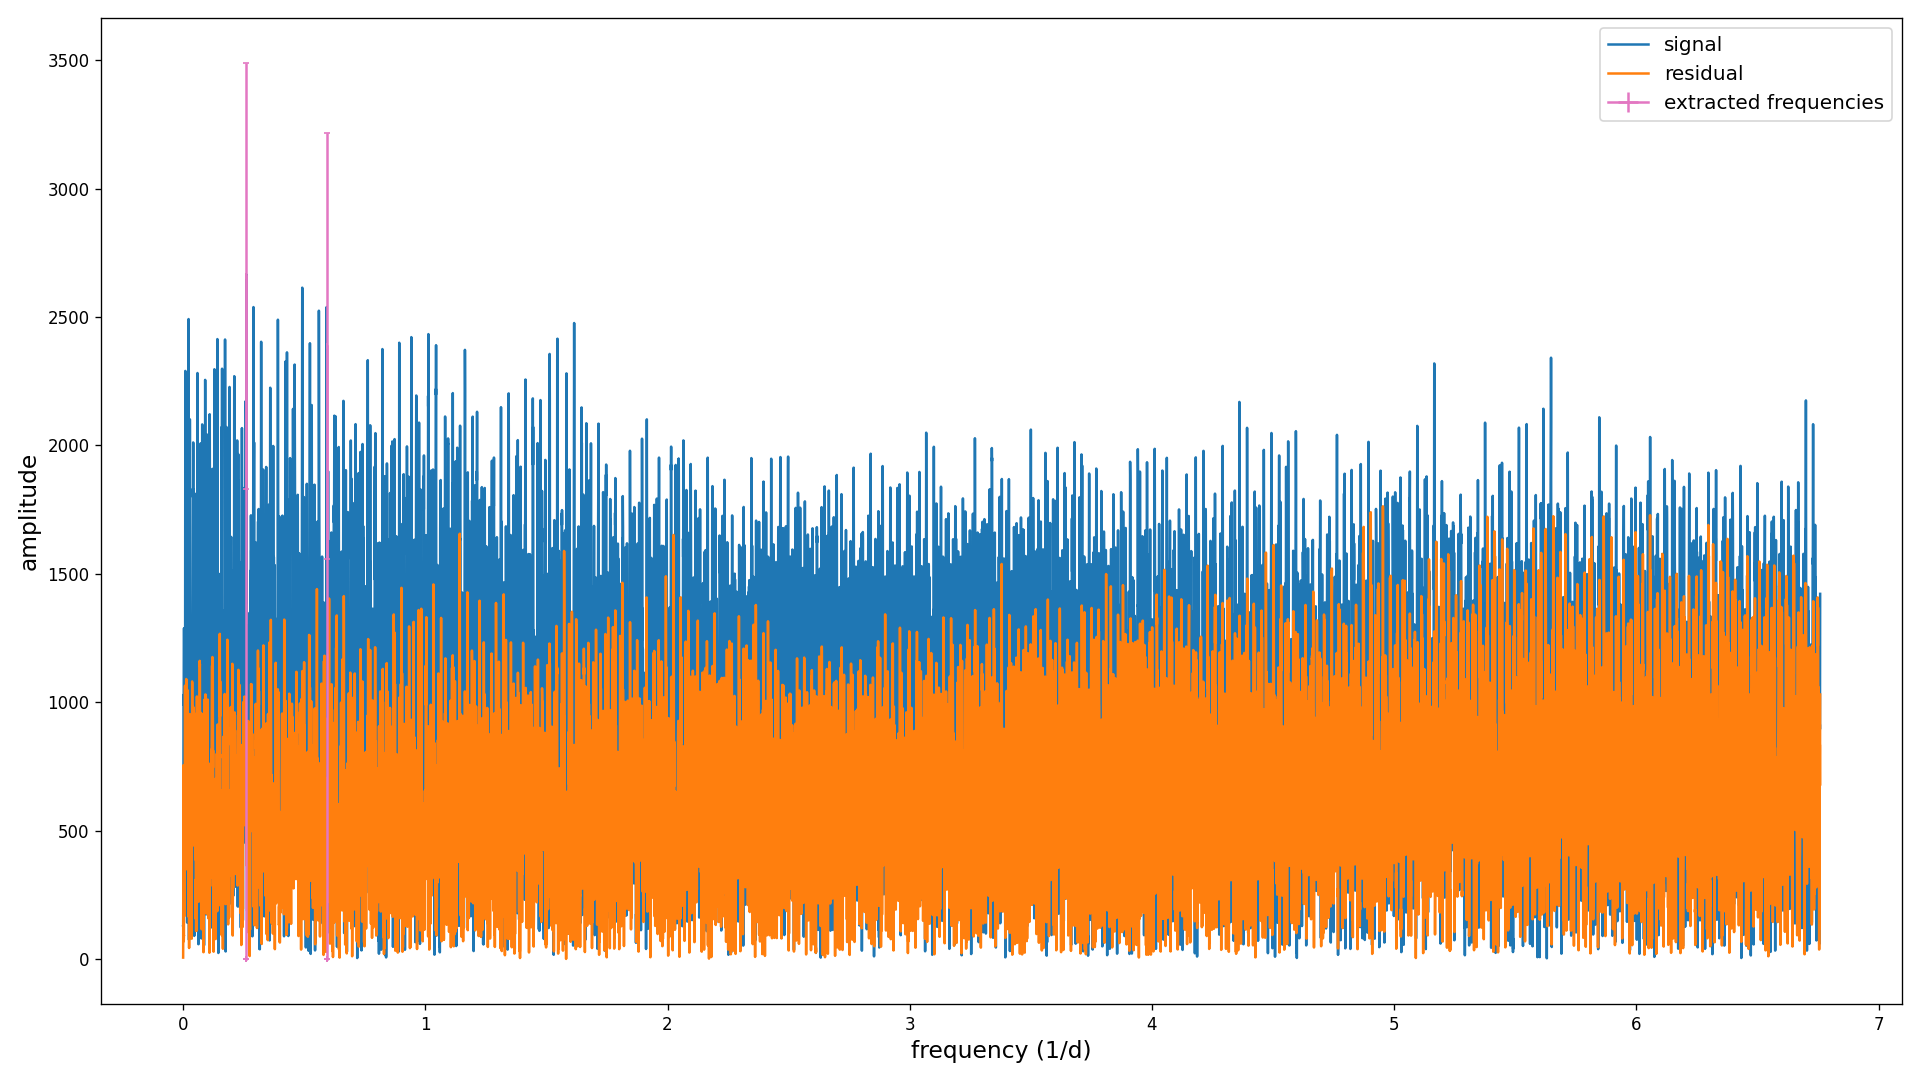 signal
residual
extracted frequencies
amplitude
3500
3000
2500
2000
1500
1000
500
0
0 1 2 3 4 5 6 7
frequency (1/d)